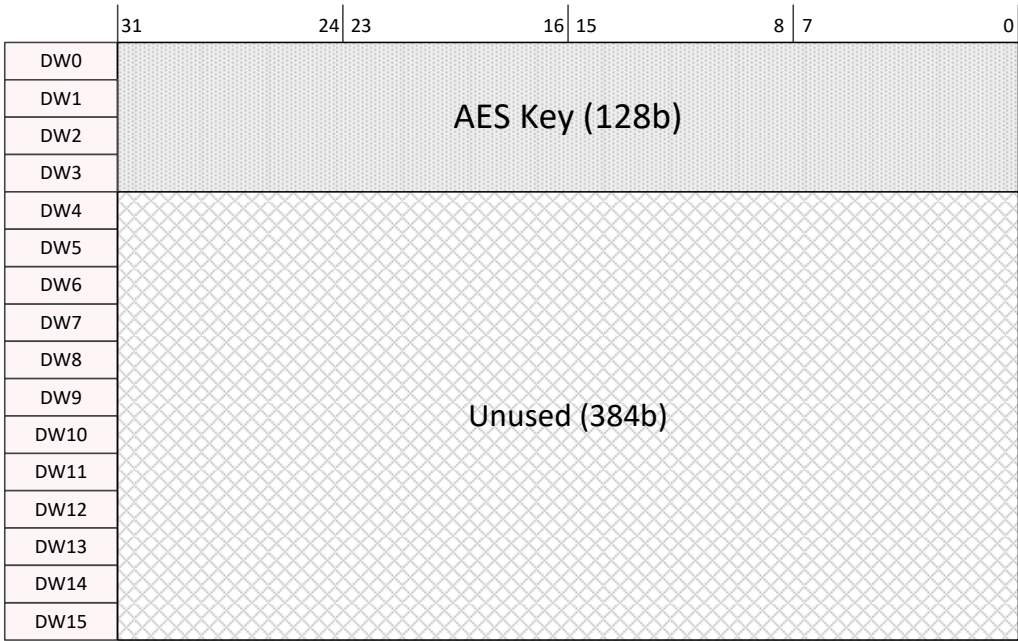 31 24 23 16 15 8 7 0
DW0
DW1
AES Key (128b)
DW2
DW3
DW4
DW5
DW6
DW7
DW8
DW9
Unused (384b)
DW10
DW11
DW12
DW13
DW14
DW15